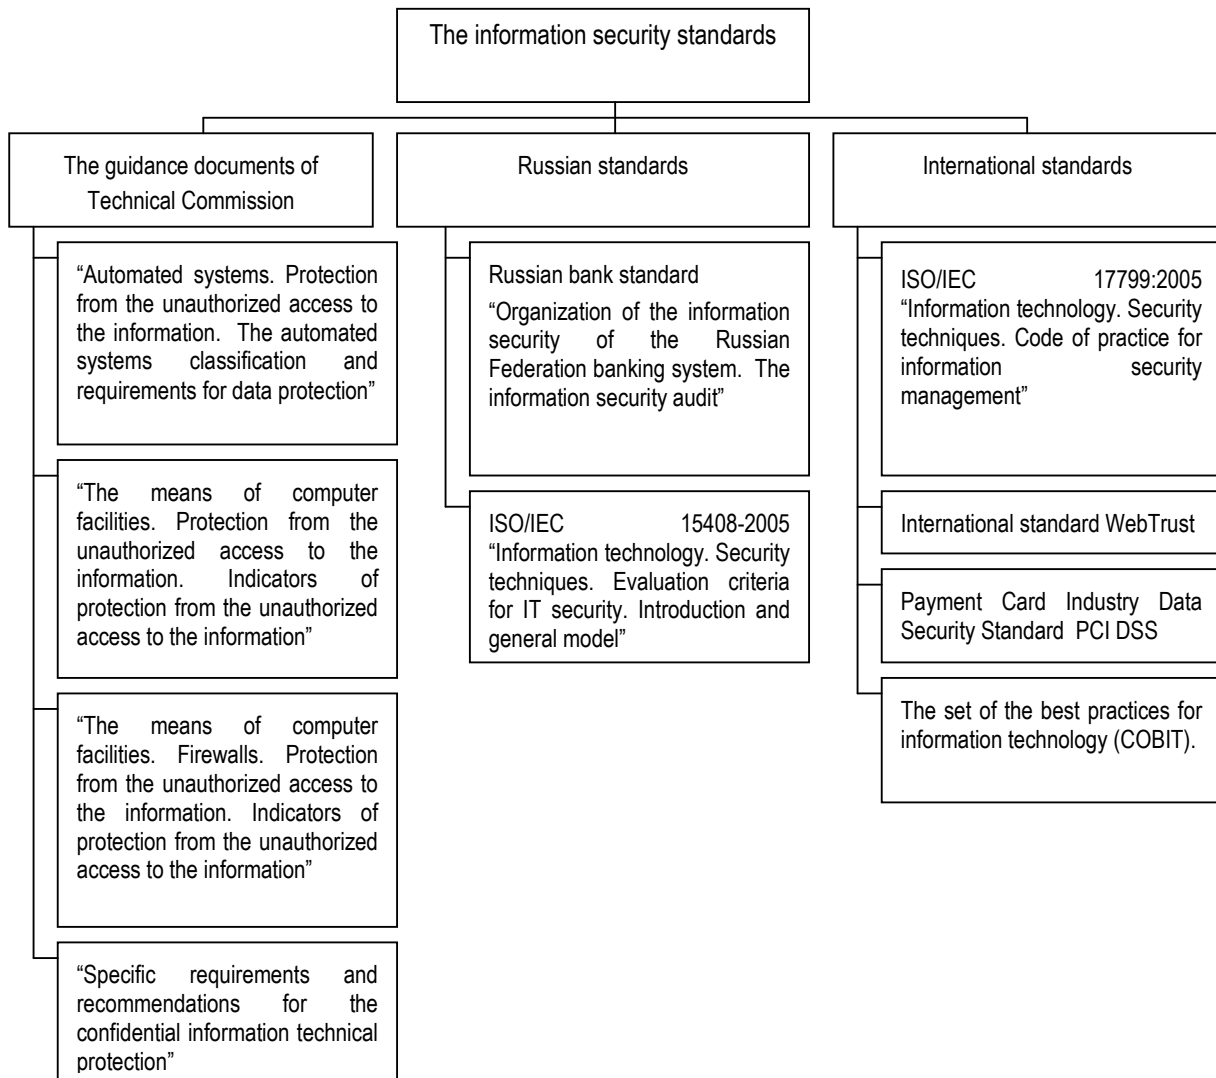 The information security standards
The guidance documents of
Technical Commission
“Automated systems. Protection
from the unauthorized access to
the information. The automated
systems classification and
requirements for data protection”
“The means of computer
facilities. Protection from the
unauthorized access to the
information. Indicators of
protection from the unauthorized
access to the information”
“The means of computer
facilities. Firewalls. Protection
from the unauthorized access to
the information. Indicators of
protection from the unauthorized
access to the information”
“Specific requirements and
recommendations for the
confidential information technical
protection”
Russian standards
Russian bank standard
“Organization of the information
security of the Russian
Federation banking system. The
information security audit”
ISO/IEC 15408-2005
“Information technology. Security
techniques. Evaluation criteria
for IT security. Introduction and
general model”
International standards
ISO/IEC 17799:2005
“Information technology. Security
techniques. Code of practice for
information security
management”
International standard WebTrust
Payment Card Industry Data
Security Standard PCI DSS
The set of the best practices for
information technology (COBIT).